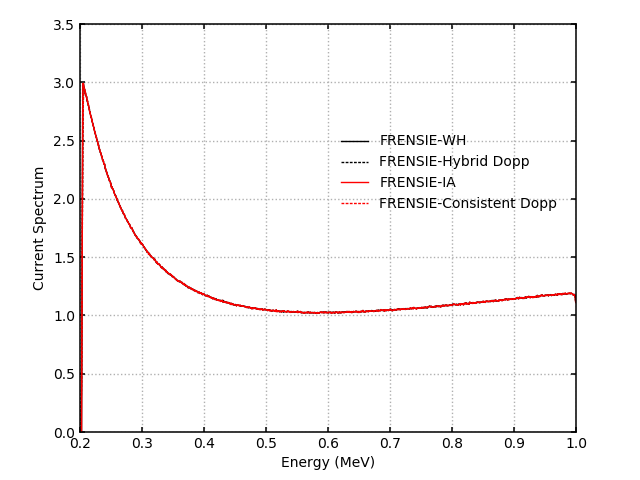 3.5
3.0
2.5
2.0
1.5
1.0
0.5
0.0
Current Spectrum
FRENSIE-WH
FRENSIE-Hybrid Dopp
FRENSIE-IA
FRENSIE-Consistent Dopp
0.2 0.3 0.4 0.5 0.6 0.7 0.8 0.9 1.0
Energy (MeV)